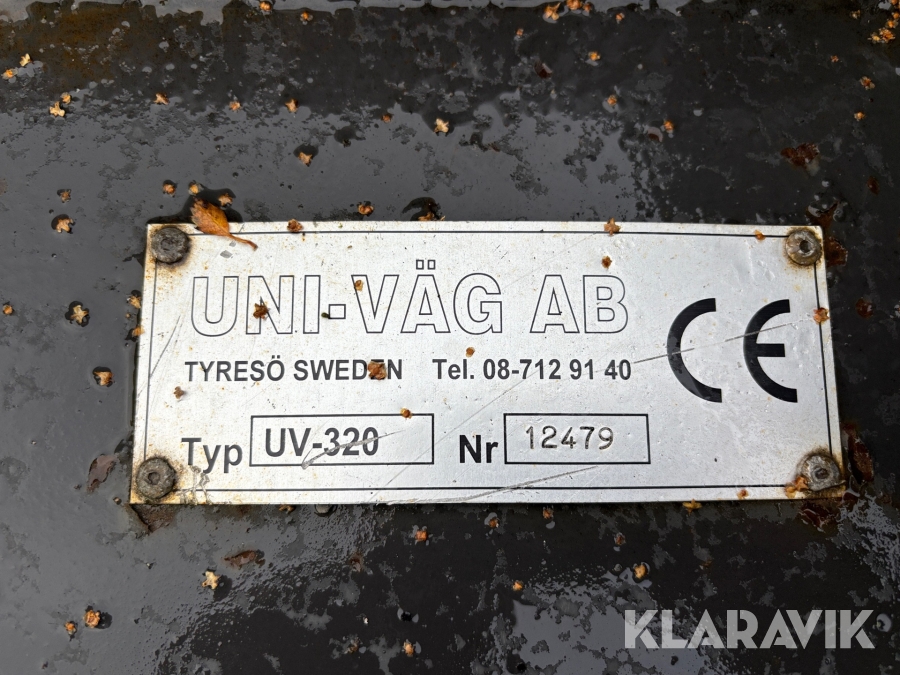 UNI-VÄG AB
TYRESÖ SWEDEN Tel. 08-712 91 40
CE
Typ UV-320 Nr 12479
KLARAVIK